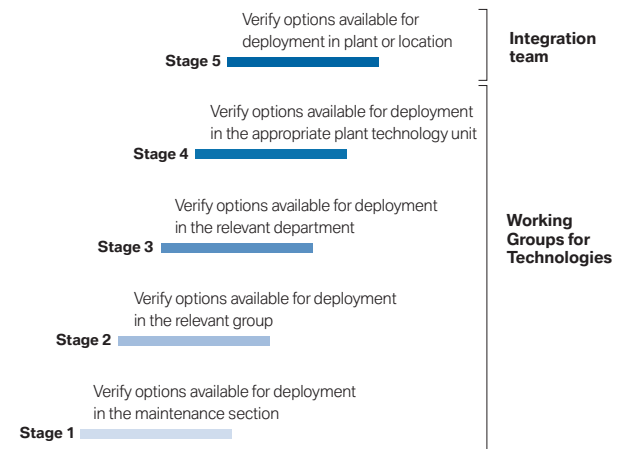 Verify options available for
deployment in plant or location
Stage 5
Integration
team
Verify options available for deployment
in the appropriate plant technology unit
Stage 4
Verify options available for deployment
in the relevant department
Stage 3
Working
Groups for
Technologies
Verify options available for deployment
in the relevant group
Stage 2
Verify options available for deployment
in the maintenance section
Stage 1